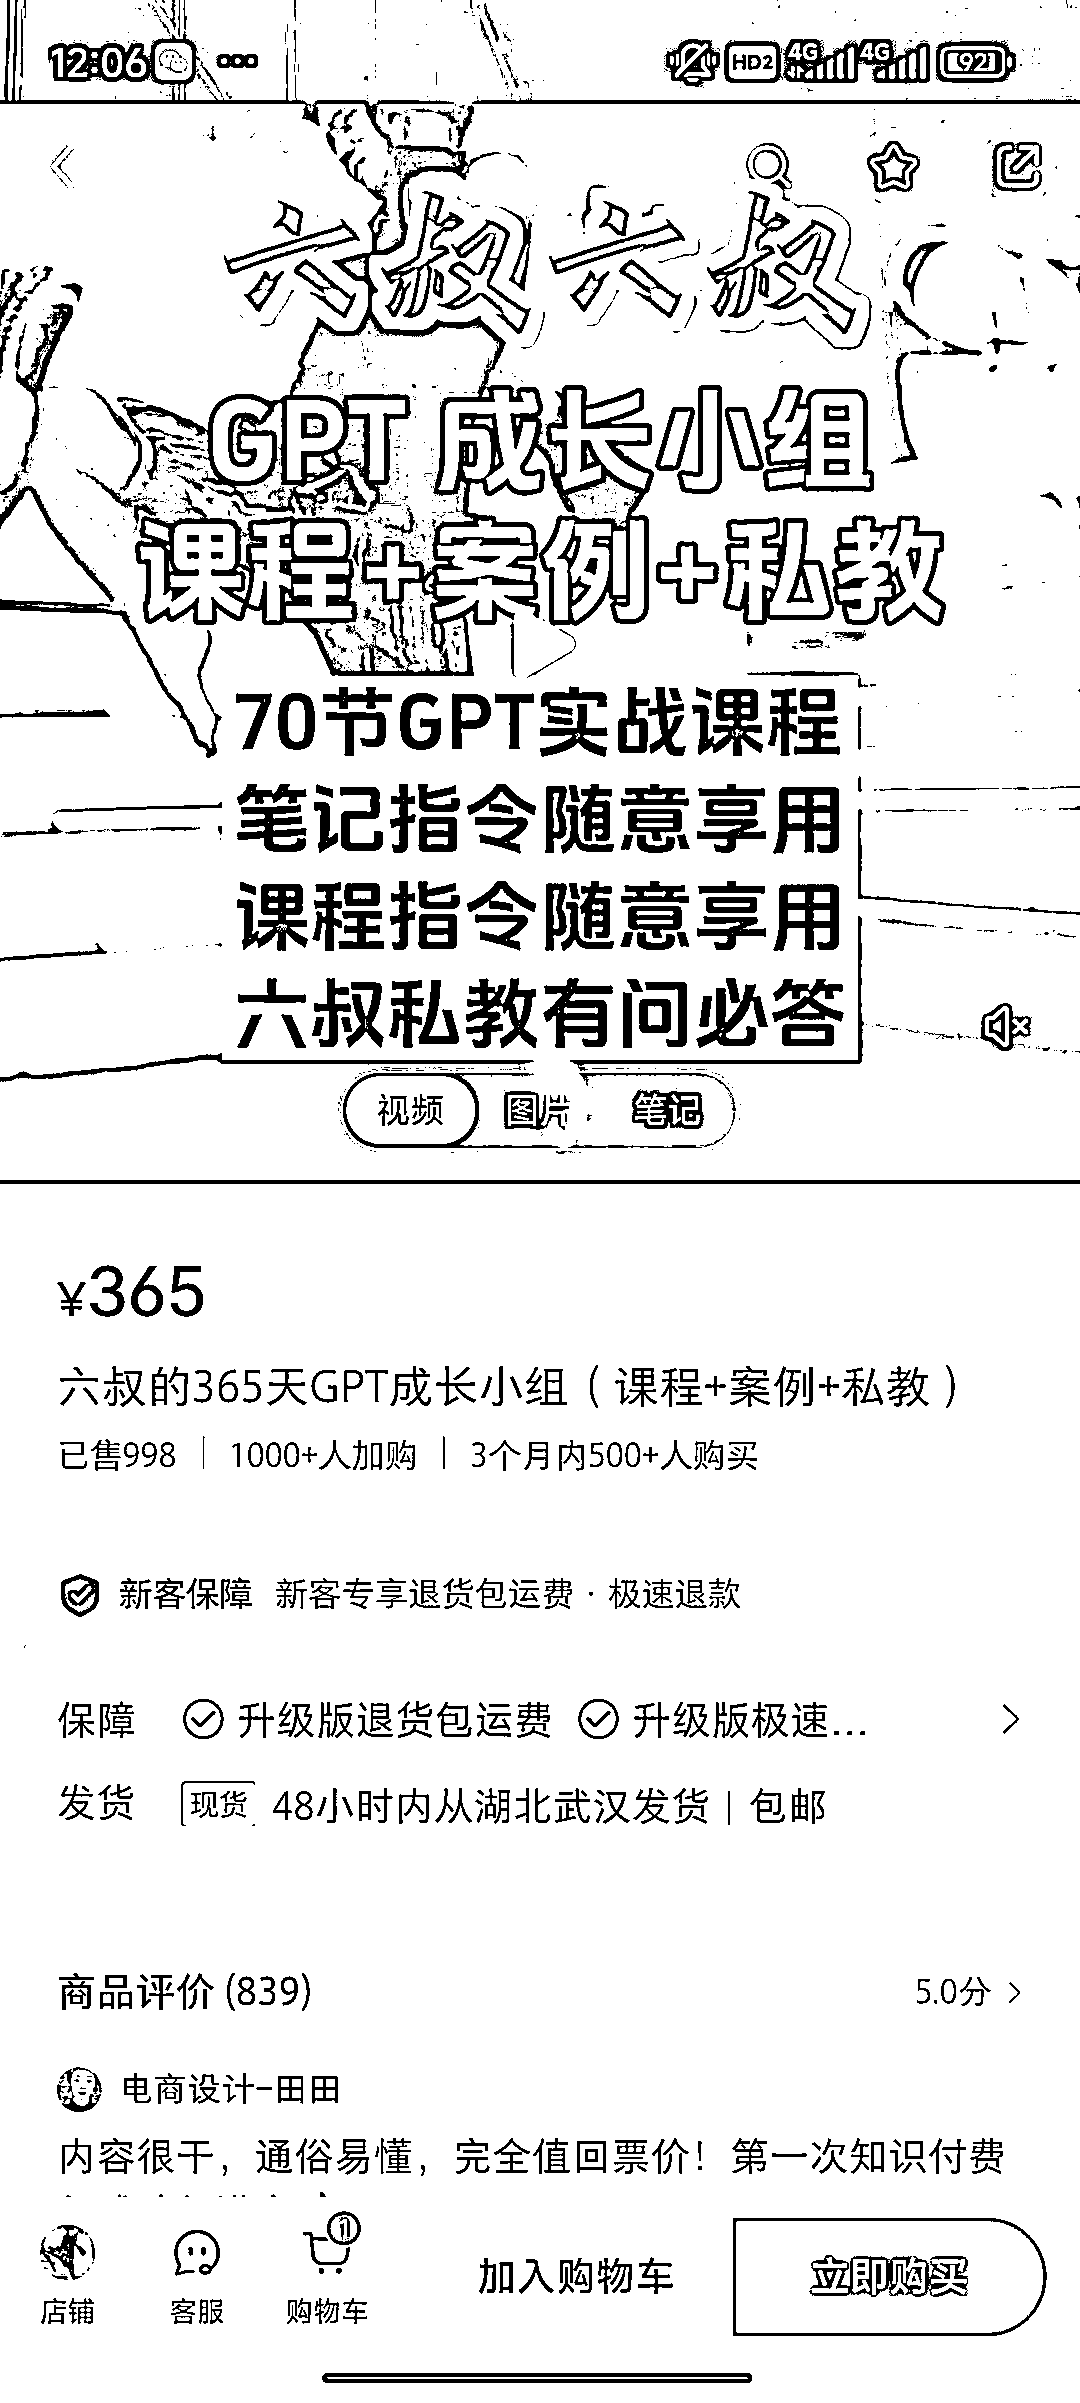 12:06
HD2 4G 4G 92
六叔六叔
GPT 成长小组
课程+案例+私教
70节GPT实战课程
笔记指令随意享用
课程指令随意享用
六叔私教有问必答
视频 图片 笔记
¥365
六叔的365天GPT成长小组（课程+案例+私教）
已售998 | 1000+人加购 | 3个月内500+人购买
新客保障 新客专享退货包运费 · 极速退款
保障 升级版退货包运费 升级版极速...
发货 现货 48小时内从湖北武汉发货 | 包邮
商品评价 (839) 5.0分
电商设计-田田
内容很干，通俗易懂，完全值回票价！第一次知识付费
1
店铺 客服 购物车 加入购物车 立即购买